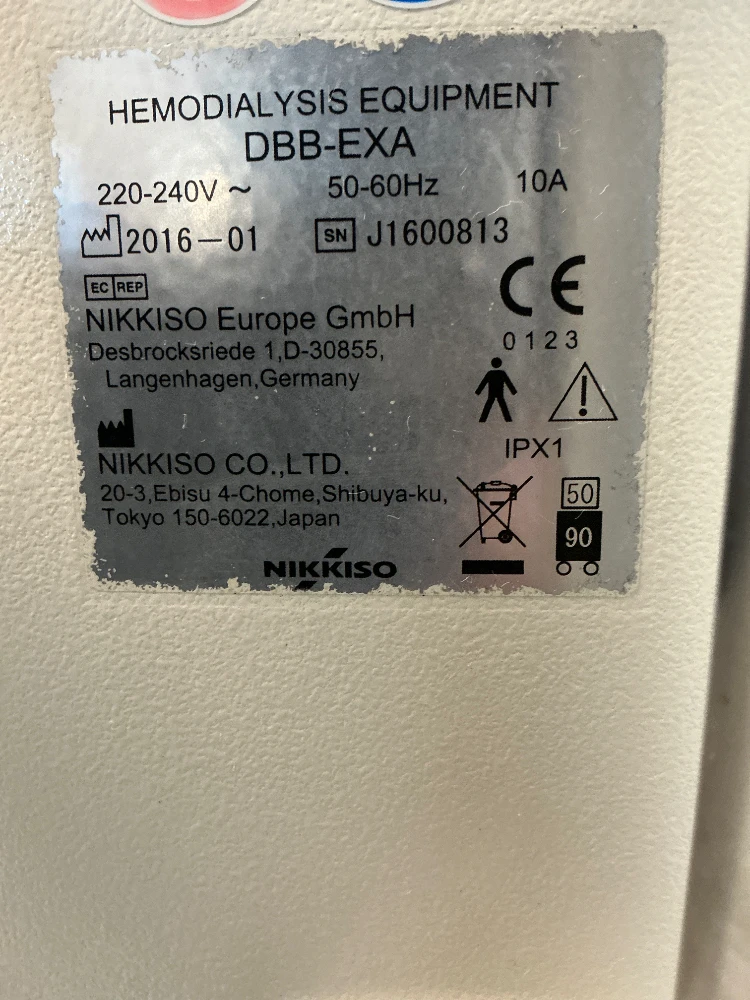 HEMODIALYSIS EQUIPMENT
DBB-EXA
220-240V ~ 50-60Hz 10A
2016-01 SN J1600813
EC REP
NIKKISO Europe GmbH
Desbrocksriede 1,D-30855,
Langenhagen,Germany
CE
0123
IPX1
NIKKISO CO.,LTD.
20-3,Ebisu 4-Chome,Shibuya-ku,
Tokyo 150-6022,Japan
50
90
NIKKISO